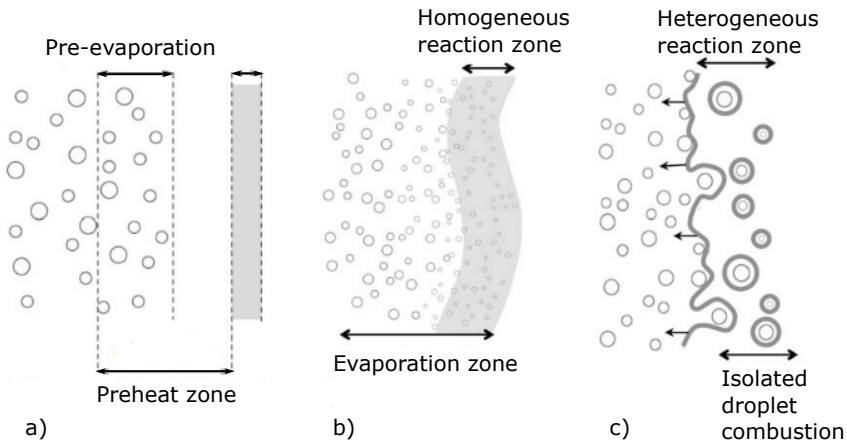 Pre-evaporation
Preheat zone
a)
Homogeneous
reaction zone
Evaporation zone
b)
Heterogeneous
reaction zone
Isolated
droplet
combustion
c)